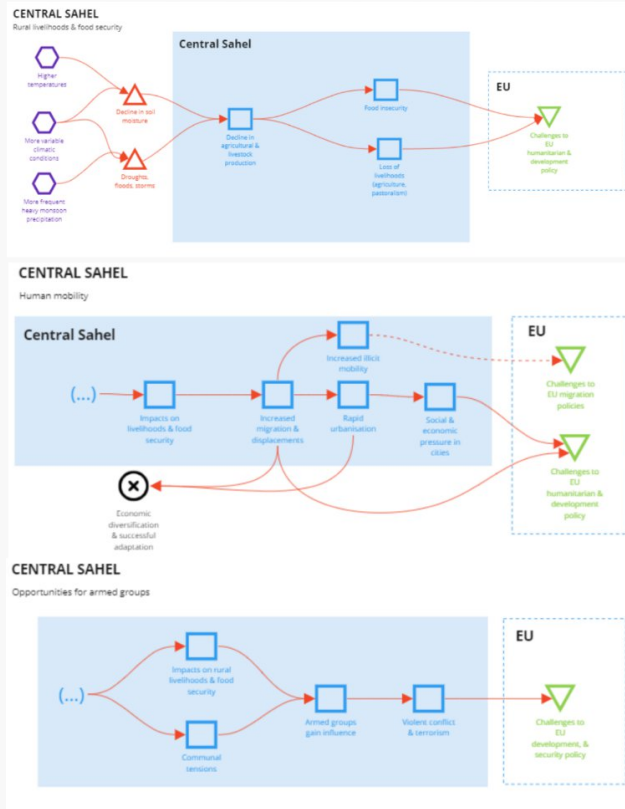 CENTRAL SAHEL
Rural livelihoods & food security
Central Sahel
Higher
temperatures
More variable
climatic
conditions
More frequent
heavy monsoon
precipitation
Decline in soil
moisture
Droughts,
floods, storms
Decline in
agricultural &
livestock
production
Food insecurity
Loss of
livelihoods
(agriculture,
pastoralism)
EU
Challenges to
EU
humanitarian &
development
policy
CENTRAL SAHEL
Human mobility
Central Sahel
(...)
Impacts on
livelihoods & food
security
Increased
migration &
displacements
Increased illicit
mobility
Rapid
urbanisation
Social &
economic
pressure in
cities
Economic
diversification
& successful
adaptation
EU
Challenges to
EU migration
policies
Challenges to
EU
humanitarian &
development
policy
CENTRAL SAHEL
Opportunities for armed groups
(...)
Impacts on rural
livelihoods & food
security
Communal
tensions
Armed groups
gain influence
Violent conflict
& terrorism
EU
Challenges to
EU
development, &
security policy